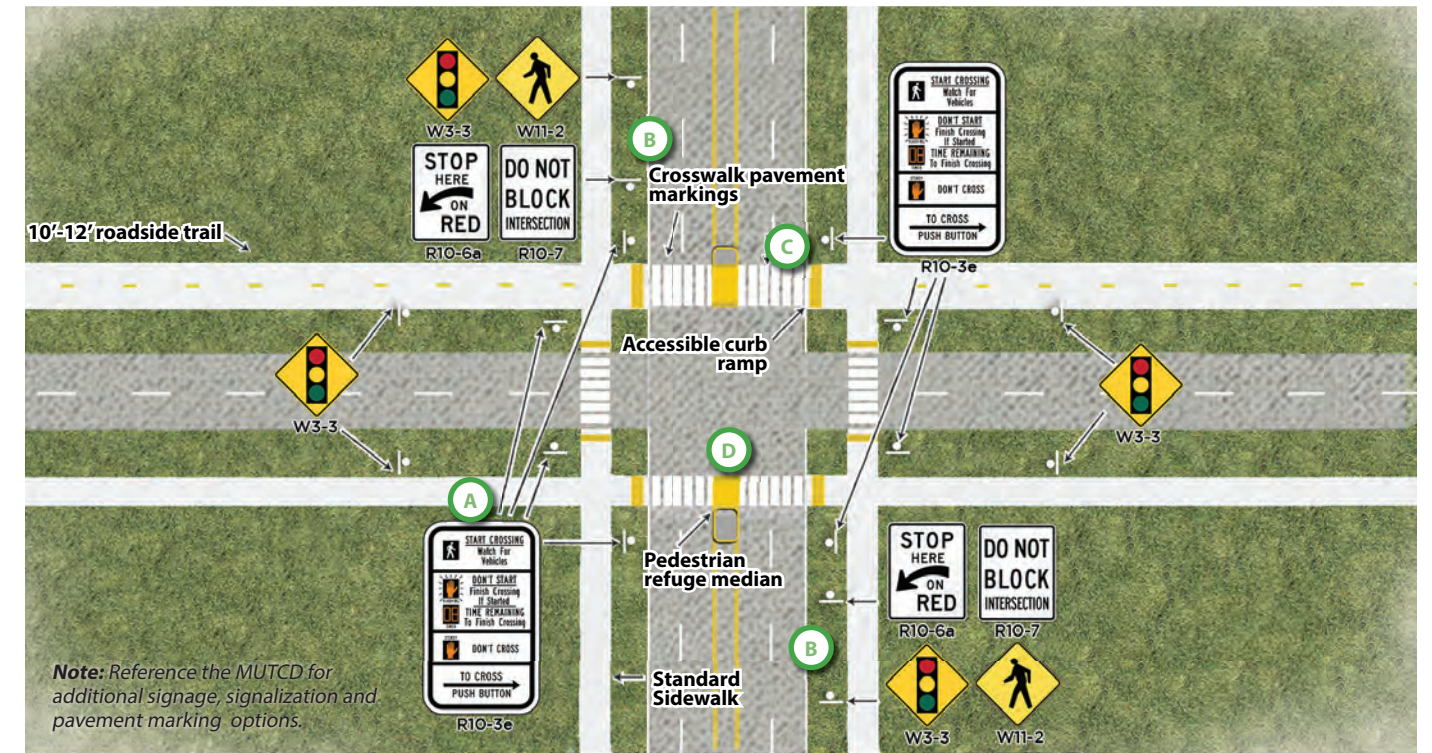 W3-3
W11-2
STOP
HERE
ON
RED
R10-6a
DO NOT
BLOCK
INTERSECTION
R10-7
B
Crosswalk pavement
markings
C
START CROSSING
Watch For
Vehicles
DON'T START
Finish Crossing
If Started
TIME REMAINING
To Finish Crossing
DON'T CROSS
TO CROSS
PUSH BUTTON
R10-3e
10'-12' roadside trail
Accessible curb
ramp
W3-3
W3-3
D
A
START CROSSING
Watch For
Vehicles
DON'T START
Finish Crossing
If Started
TIME REMAINING
To Finish Crossing
DON'T CROSS
TO CROSS
PUSH BUTTON
R10-3e
Pedestrian
refuge median
STOP
HERE
ON
RED
R10-6a
DO NOT
BLOCK
INTERSECTION
R10-7
B
W3-3
W11-2
Standard
Sidewalk
Note: Reference the MUTCD for
additional signage, signalization and
pavement marking options.